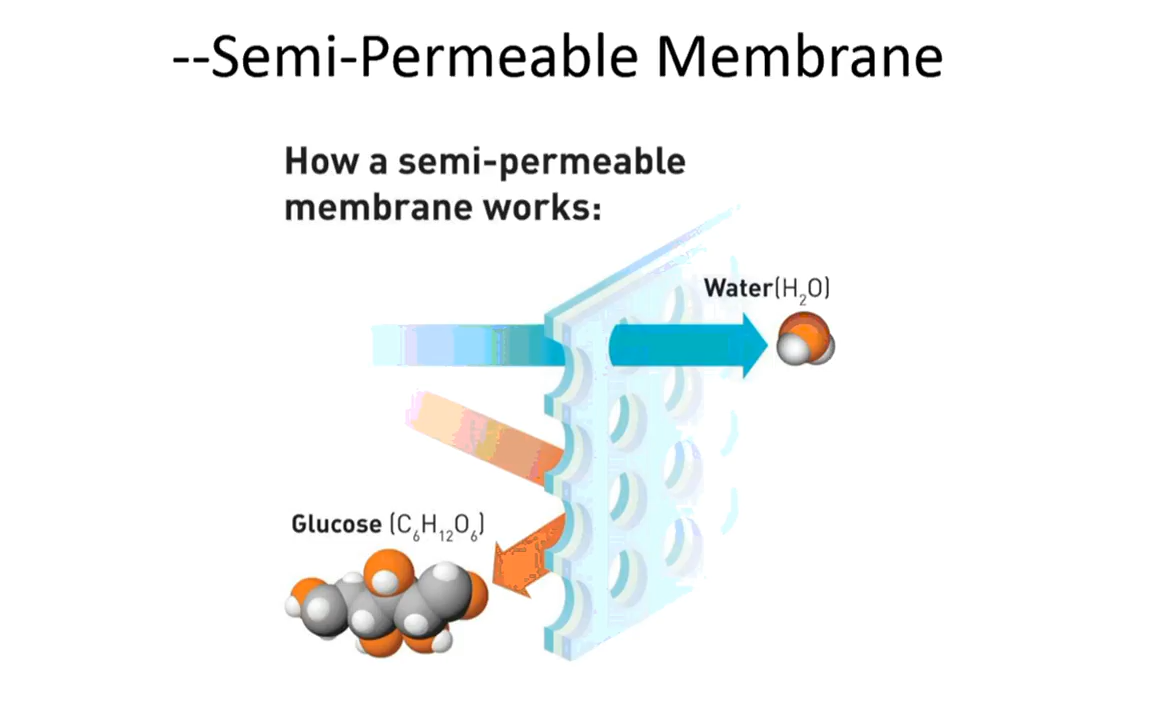 --Semi-Permeable Membrane
How a semi-permeable
membrane works:
Water(H₂O)
Glucose (C₆H₁₂O₆)